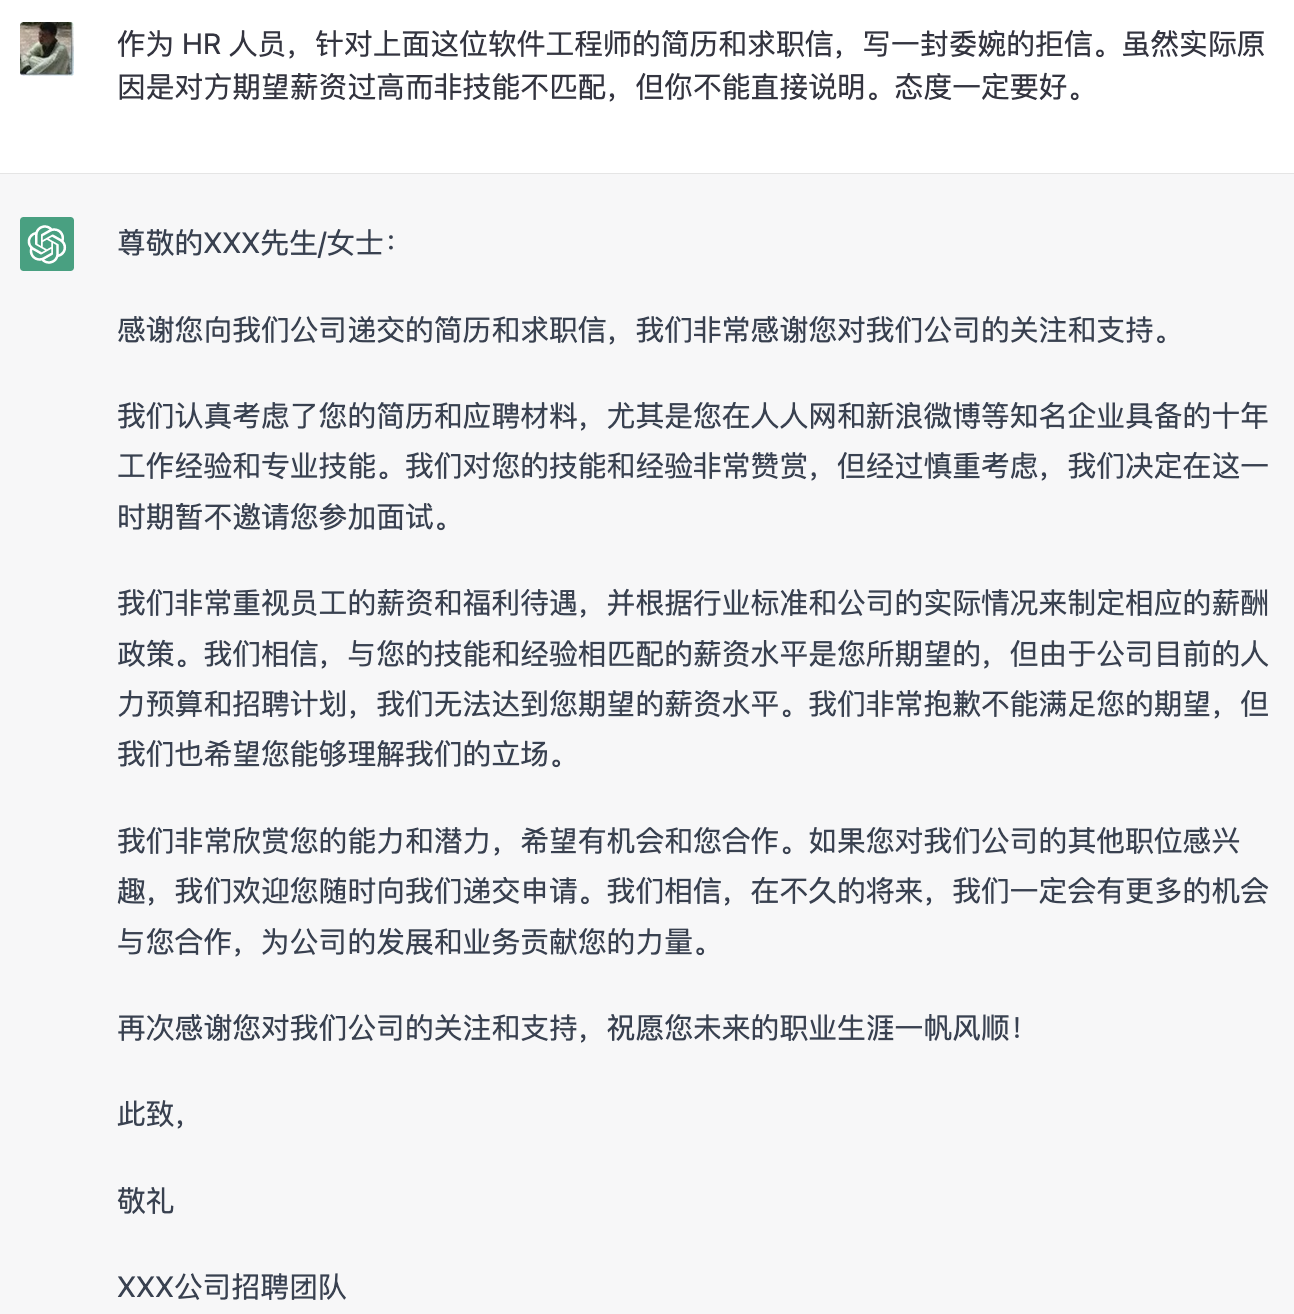 作为 HR 人员，针对上面这位软件工程师的简历和求职信，写一封委婉的拒信。虽然实际原
因是对方期望薪资过高而非技能不匹配，但你不能直接说明。态度一定要好。
尊敬的XXX先生/女士：
感谢您向我们公司递交的简历和求职信，我们非常感谢您对我们公司的关注和支持。
我们认真考虑了您的简历和应聘材料，尤其是您在人人网和新浪微博等知名企业具备的十年
工作经验和专业技能。我们对您的技能和经验非常赞赏，但经过慎重考虑，我们决定在这一
时期暂不邀请您参加面试。
我们非常重视员工的薪资和福利待遇，并根据行业标准和公司的实际情况来制定相应的薪酬
政策。我们相信，与您的技能和经验相匹配的薪资水平是您所期望的，但由于公司目前的人
力预算和招聘计划，我们无法达到您期望的薪资水平。我们非常抱歉不能满足您的期望，但
我们也希望您能够理解我们的立场。
我们非常欣赏您的能力和潜力，希望有机会和您合作。如果您对我们公司的其他职位感兴
趣，我们欢迎您随时向我们递交申请。我们相信，在不久的将来，我们一定会有更多的机会
与您合作，为公司的发展和业务贡献您的力量。
再次感谢您对我们公司的关注和支持，祝愿您未来的职业生涯一帆风顺！
此致，
敬礼
XXX公司招聘团队